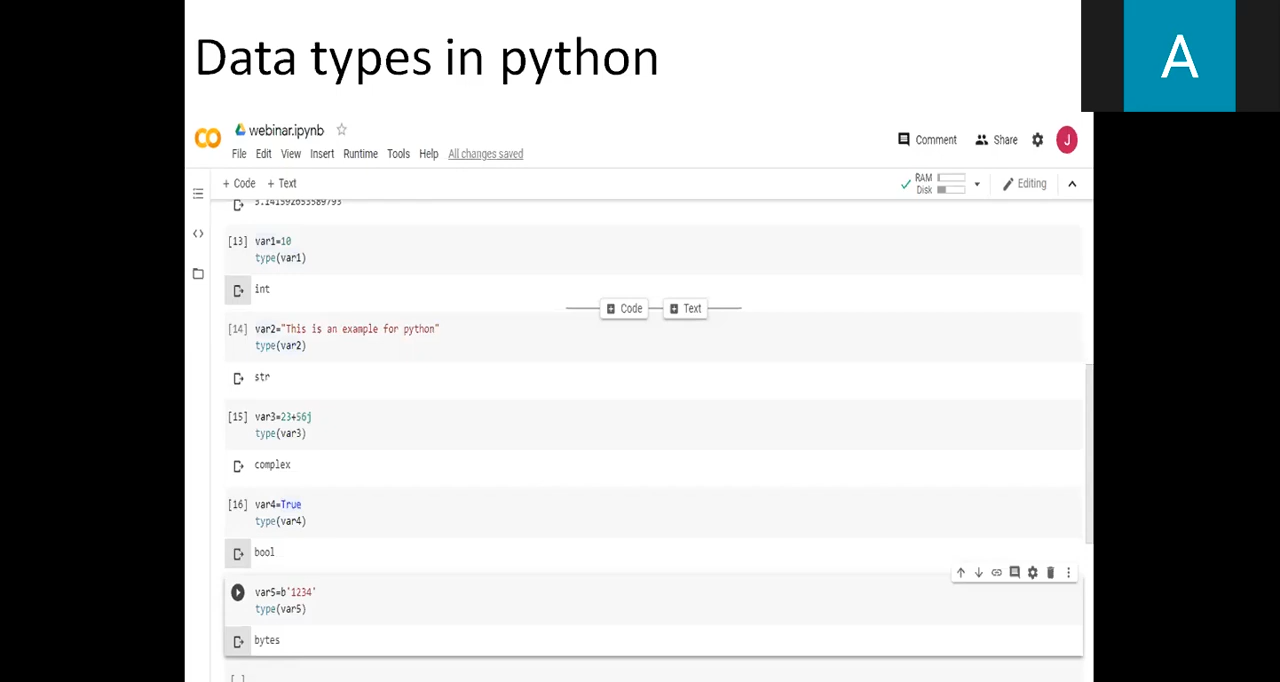 Data types in python
A
webinar.ipynb
Comment
Share
J
File Edit View Insert Runtime Tools Help All changes saved
+ Code + Text
RAM
Disk
Editing
3.141592653589793
[13] var1=10
type(var1)
int
Code Text
[14] var2="This is an example for python"
type(var2)
str
[15] var3=23+56j
type(var3)
complex
[16] var4=True
type(var4)
bool
var5=b'1234'
type(var5)
bytes
[ ]